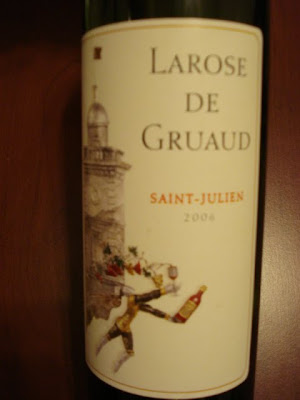 LAROSE
DE
GRUAUD
SAINT-JULIEN
2006